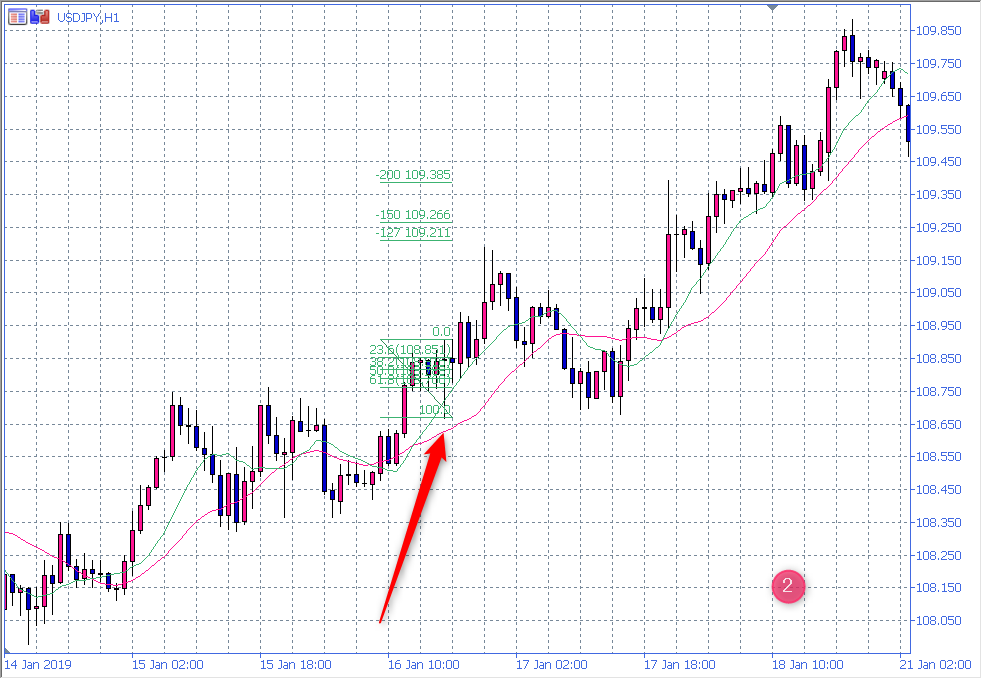 USDJPY,H1
109.850
109.750
109.650
109.550
109.450
109.350
109.250
109.150
109.050
108.950
108.850
108.750
108.650
108.550
108.450
108.350
108.250
108.150
108.050
-200 109.385
-150 109.266
-127 109.211
0.0
23.6(108.851)
100.0
2
14 Jan 2019
15 Jan 02:00
15 Jan 18:00
16 Jan 10:00
17 Jan 02:00
17 Jan 18:00
18 Jan 10:00
21 Jan 02:00